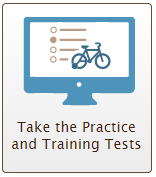 Take the Practice
and Training Tests